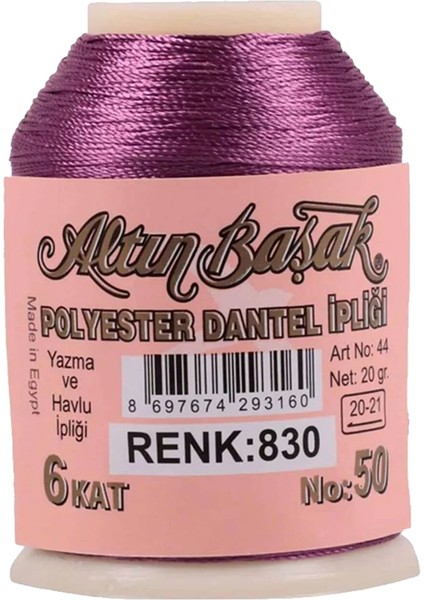 Altın Başak
POLYESTER DANTEL İPLİĞİ
Made in Egypt
Yazma
ve
Havlu
İpliği
8 697674 293160
Art No: 44
Net: 20 gr.
20-21
RENK:830
6 KAT
No:50